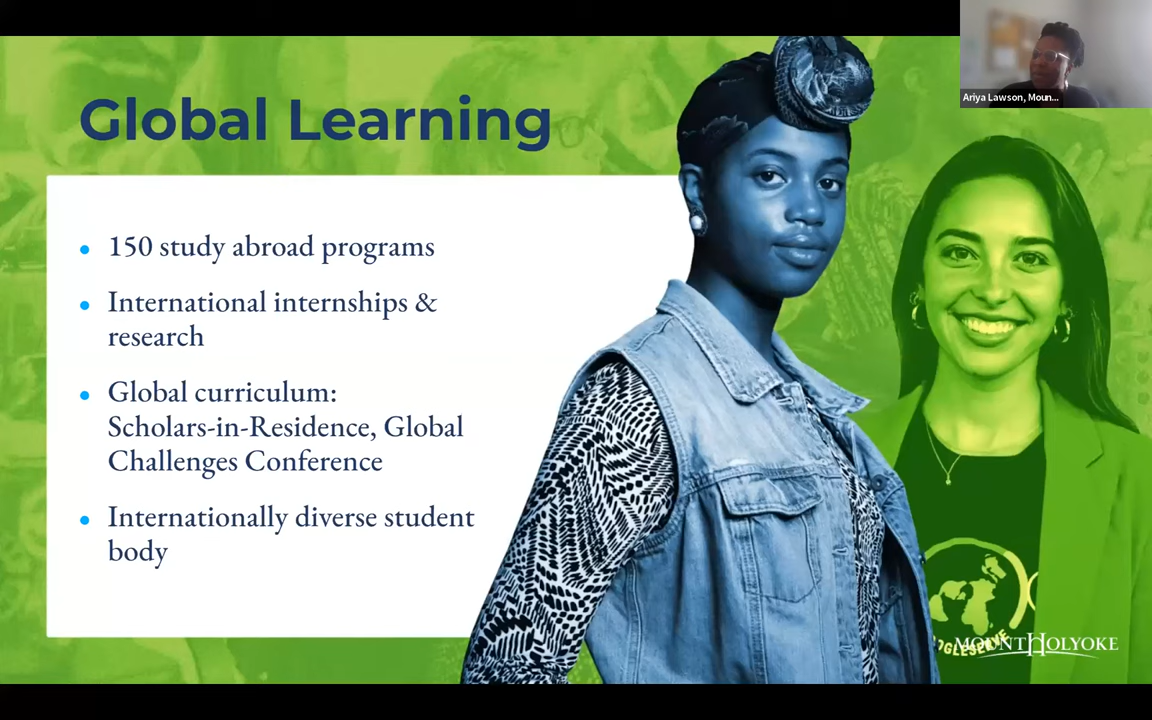 Ariya Lawson, Moun...
Global Learning
150 study abroad programs
International internships &
research
Global curriculum:
Scholars-in-Residence, Global
Challenges Conference
Internationally diverse student
body
MOUNT HOLYOKE